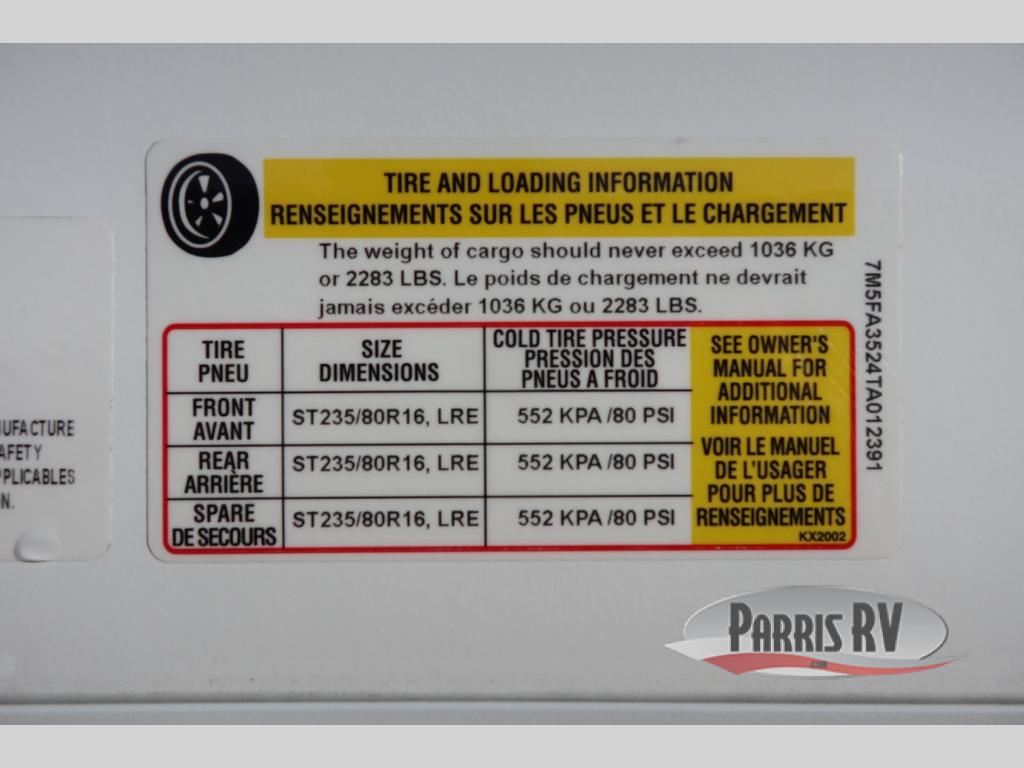 TIRE AND LOADING INFORMATION
RENSEIGNEMENTS SUR LES PNEUS ET LE CHARGEMENT
The weight of cargo should never exceed 1036 KG
or 2283 LBS. Le poids de chargement ne devrait
jamais excéder 1036 KG ou 2283 LBS.
TIRE
PNEU
SIZE
DIMENSIONS
COLD TIRE PRESSURE
PRESSION DES
PNEUS A FROID
FRONT
AVANT
ST235/80R16, LRE
552 KPA /80 PSI
REAR
ARRIÈRE
ST235/80R16, LRE
552 KPA /80 PSI
SPARE
DE SECOURS
ST235/80R16, LRE
552 KPA /80 PSI
SEE OWNER'S
MANUAL FOR
ADDITIONAL
INFORMATION
VOIR LE MANUEL
DE L'USAGER
POUR PLUS DE
RENSEIGNEMENTS
KX2002
7M5FA3524TA012391
UFACTURE
AFETY
PLICABLES
N.
PARRIS RV
.com